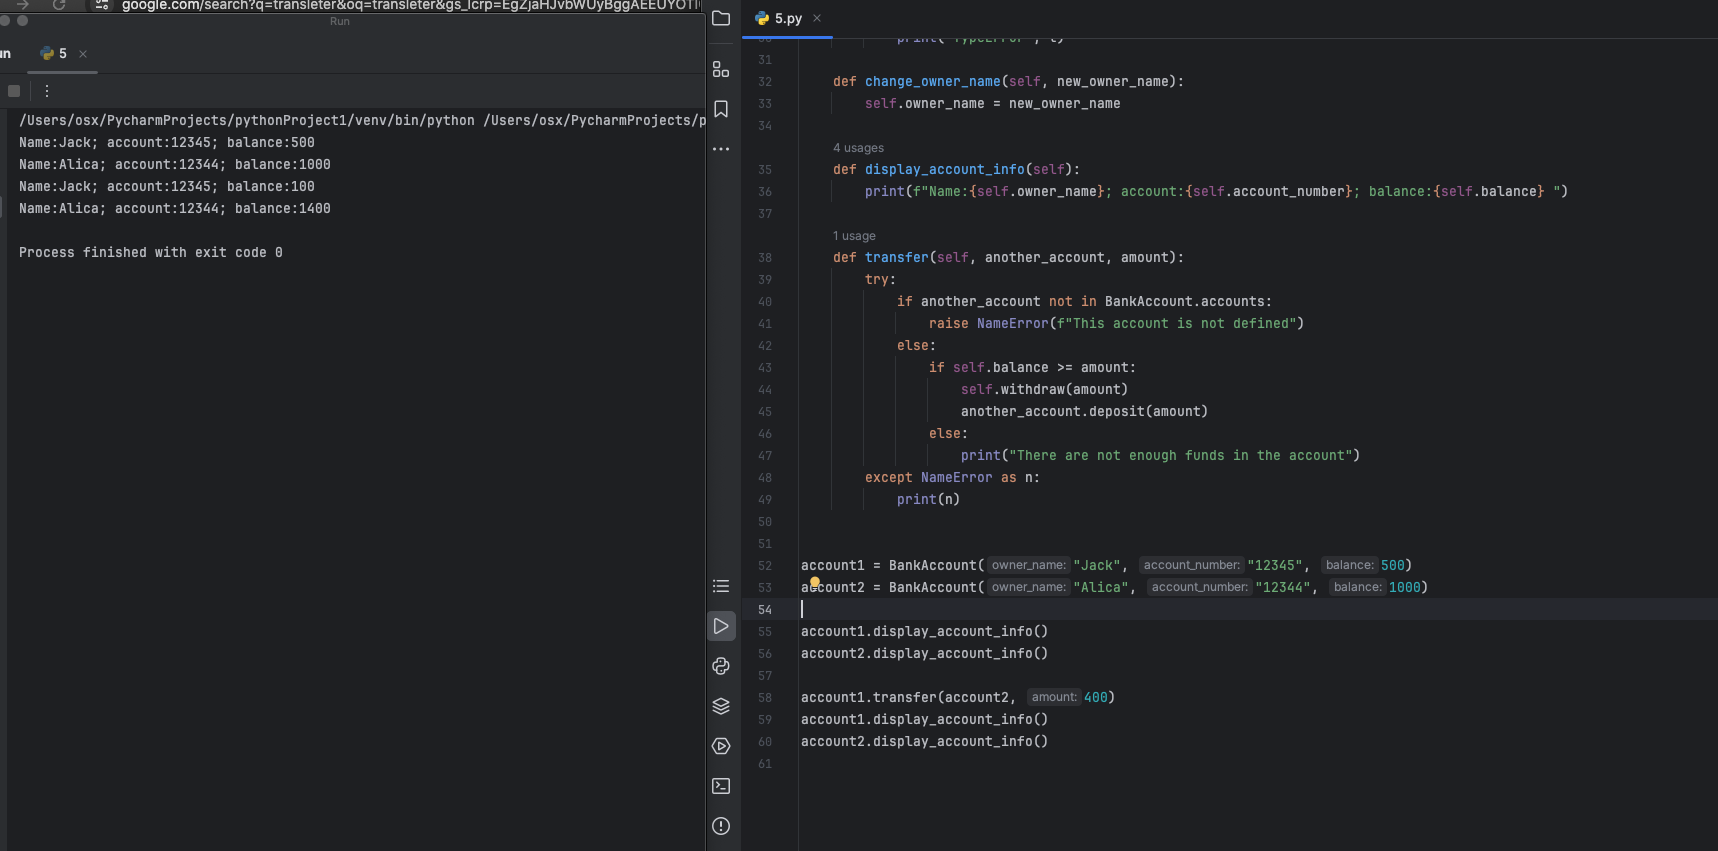 google.com/search?q=transleter&oq=transleter&gs_lcrp=EgZjaHJvbWUyBggAEEUYOTI
Run
un
5
/Users/osx/PycharmProjects/pythonProject1/venv/bin/python /Users/osx/PycharmProjects/p
Name:Jack; account:12345; balance:500
Name:Alica; account:12344; balance:1000
Name:Jack; account:12345; balance:100
Name:Alica; account:12344; balance:1400
Process finished with exit code 0
5.py
30 print("TypeError", t)
31
32 def change_owner_name(self, new_owner_name):
33 self.owner_name = new_owner_name
34
4 usages
35 def display_account_info(self):
36 print(f"Name:{self.owner_name}; account:{self.account_number}; balance:{self.balance} ")
37
1 usage
38 def transfer(self, another_account, amount):
39 try:
40 if another_account not in BankAccount.accounts:
41 raise NameError(f"This account is not defined")
42 else:
43 if self.balance >= amount:
44 self.withdraw(amount)
45 another_account.deposit(amount)
46 else:
47 print("There are not enough funds in the account")
48 except NameError as n:
49 print(n)
50
51
52 account1 = BankAccount( owner_name: "Jack", account_number: "12345", balance: 500)
53 account2 = BankAccount( owner_name: "Alica", account_number: "12344", balance: 1000)
54
55 account1.display_account_info()
56 account2.display_account_info()
57
58 account1.transfer(account2, amount: 400)
59 account1.display_account_info()
60 account2.display_account_info()
61